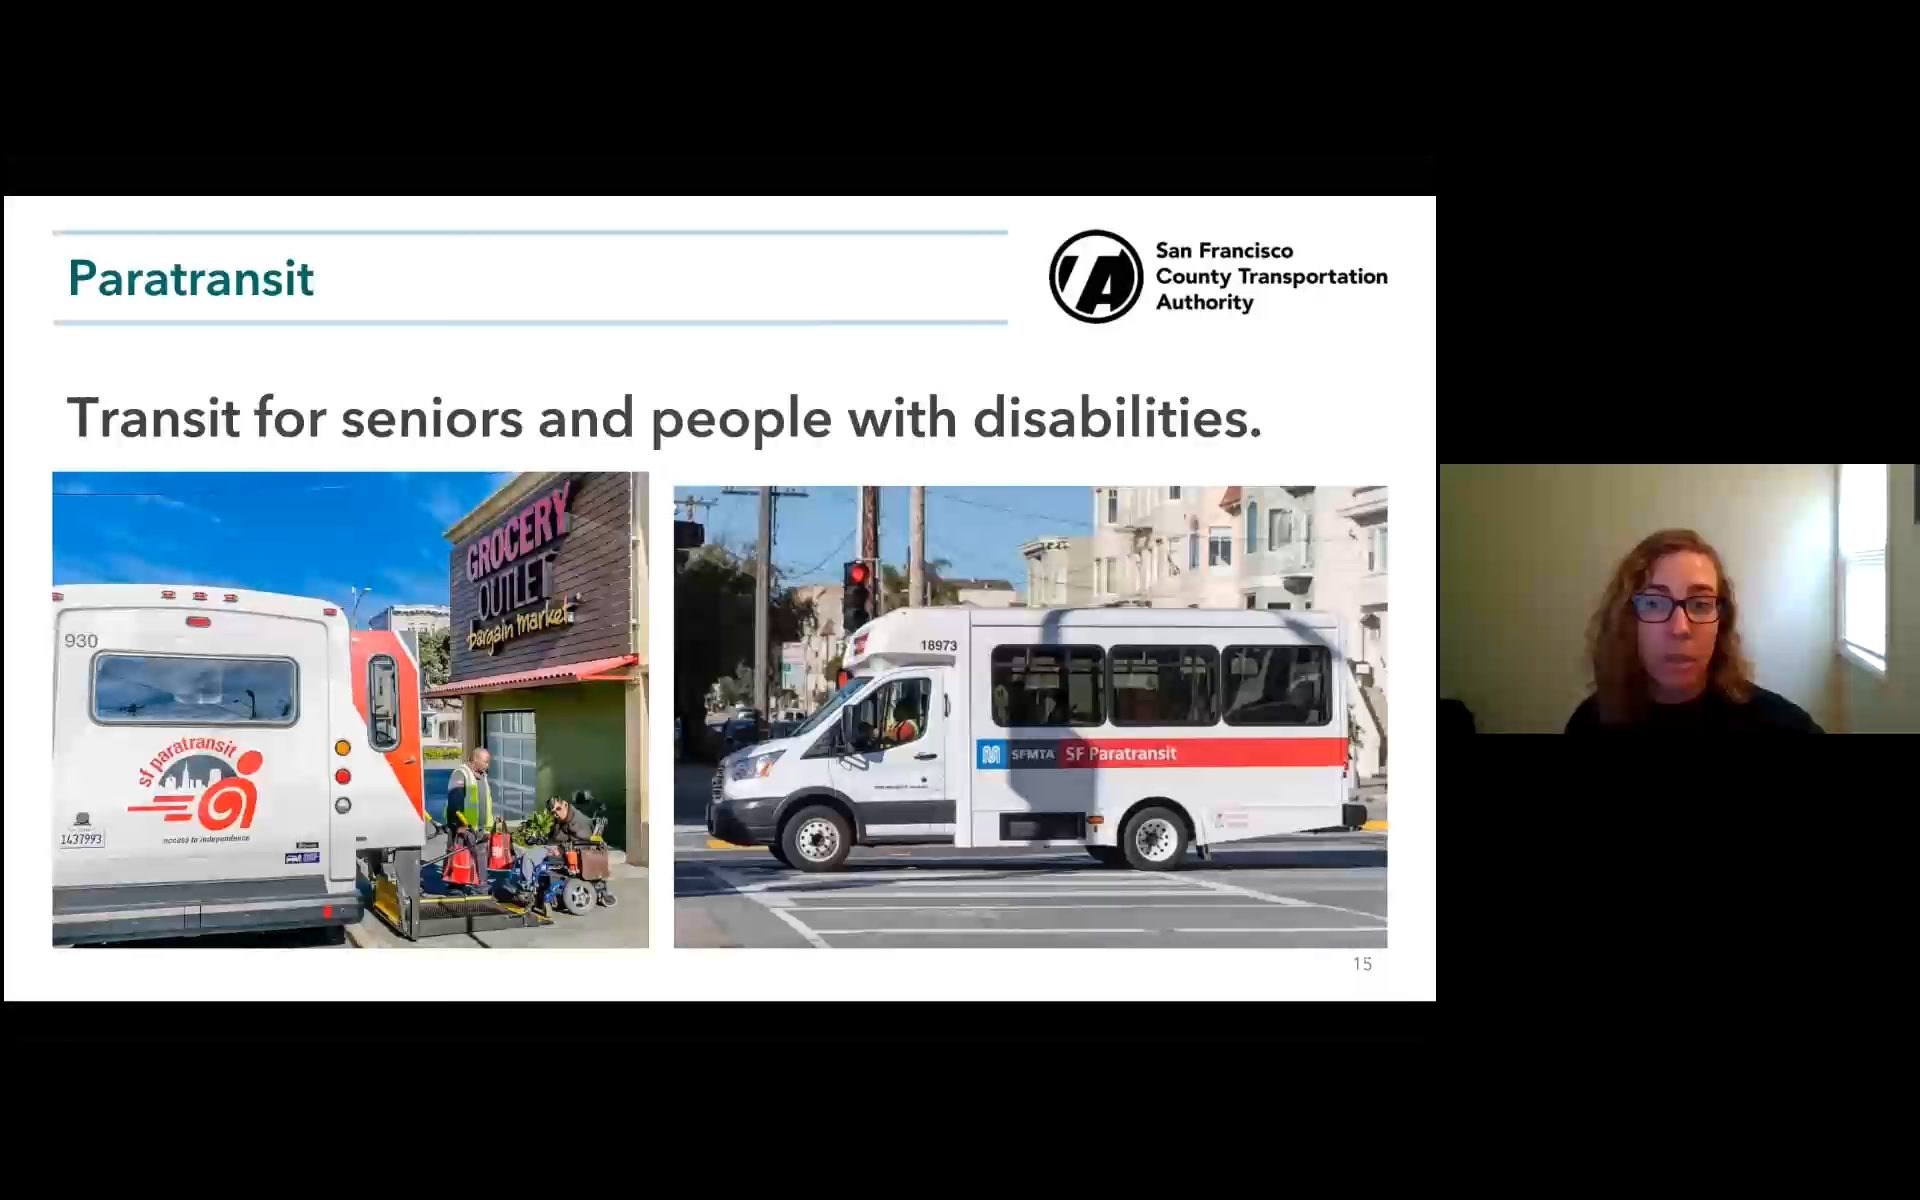 Paratransit
San Francisco
County Transportation
Authority
Transit for seniors and people with disabilities.
GROCERY
OUTLET
bargain market
930
sf paratransit
access to independence
1437993
18973
SFMTA SF Paratransit
15